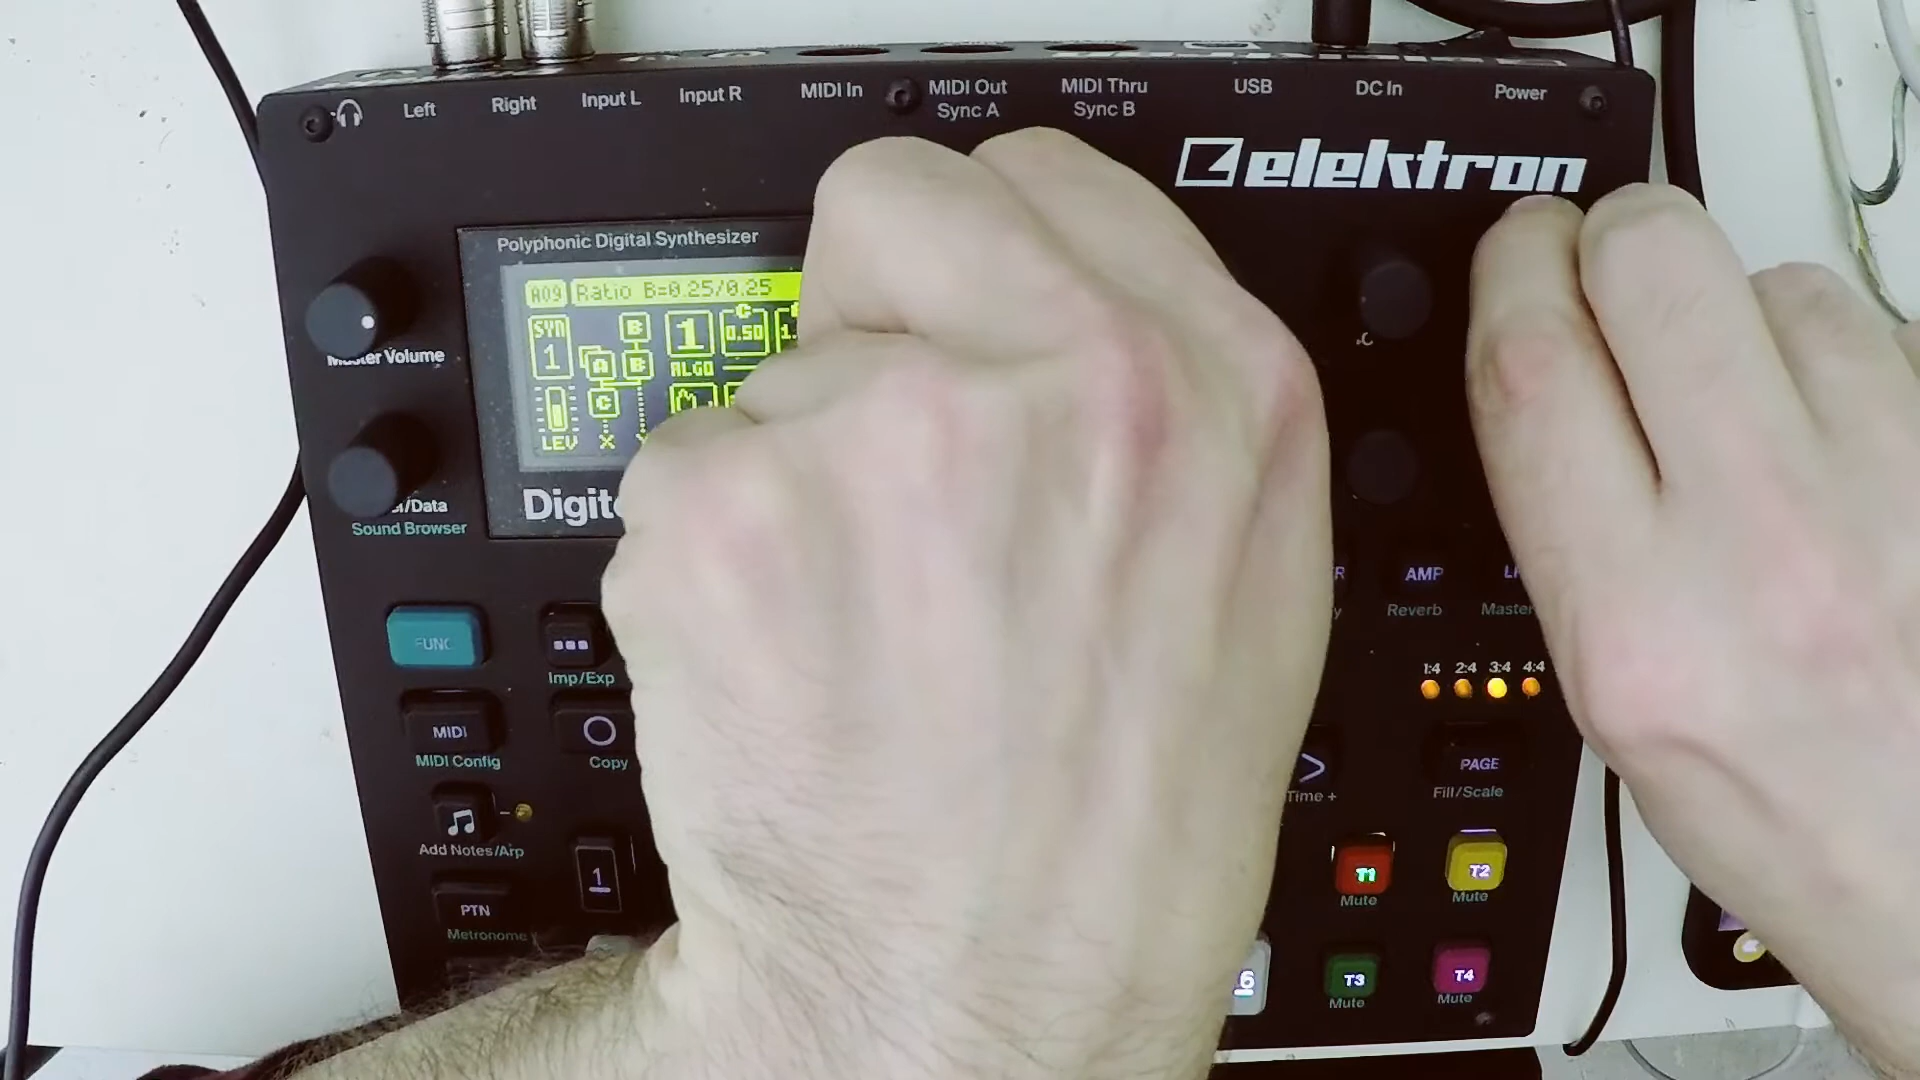 Left
Right
Input L
Input R
MIDI In
MIDI Out
Sync A
MIDI Thru
Sync B
USB
DC In
Power
elektron
Polyphonic Digital Synthesizer
A09 Ratio B=0.25/0.25
SYN
1
B
A
B
C
1
C
0.50
1.
ALGO
LEV
X
Master Volume
/Data
Sound Browser
Digit
FUNC
Imp/Exp
AMP
Reverb
Master
1:4
2:4
3:4
4:4
MIDI
MIDI Config
Copy
PAGE
Fill/Scale
Time +
Add Notes/Arp
1
T1
Mute
T2
Mute
PTN
Metronome
T3
Mute
T4
Mute